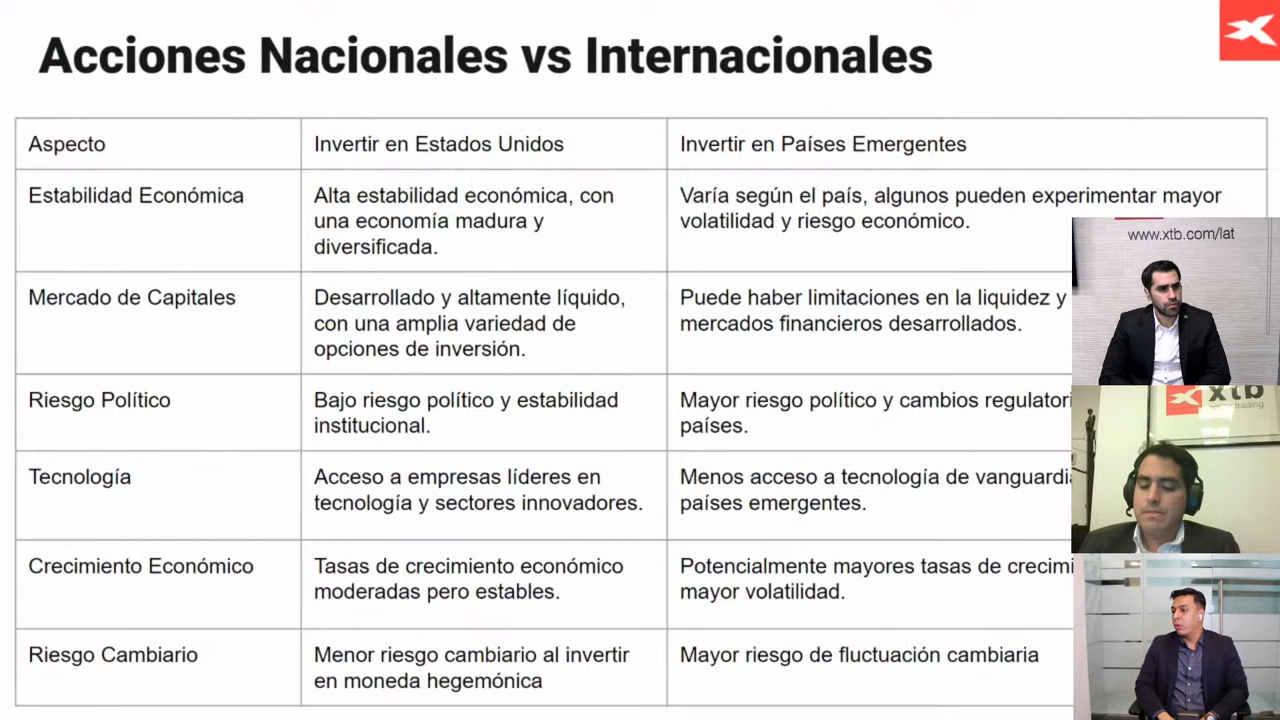 Acciones Nacionales vs Internacionales
Aspecto
Invertir en Estados Unidos
Invertir en Países Emergentes
Estabilidad Económica
Alta estabilidad económica, con
una economía madura y
diversificada.
Varía según el país, algunos pueden experimentar mayor
volatilidad y riesgo económico.
Mercado de Capitales
Desarrollado y altamente líquido,
con una amplia variedad de
opciones de inversión.
Puede haber limitaciones en la liquidez y
mercados financieros desarrollados.
Riesgo Político
Bajo riesgo político y estabilidad
institucional.
Mayor riesgo político y cambios regulatori
países.
Tecnología
Acceso a empresas líderes en
tecnología y sectores innovadores.
Menos acceso a tecnología de vanguardia
países emergentes.
Crecimiento Económico
Tasas de crecimiento económico
moderadas pero estables.
Potencialmente mayores tasas de crecimi
mayor volatilidad.
Riesgo Cambiario
Menor riesgo cambiario al invertir
en moneda hegemónica
Mayor riesgo de fluctuación cambiaria
www.xtb.com/lat
xtb
trading